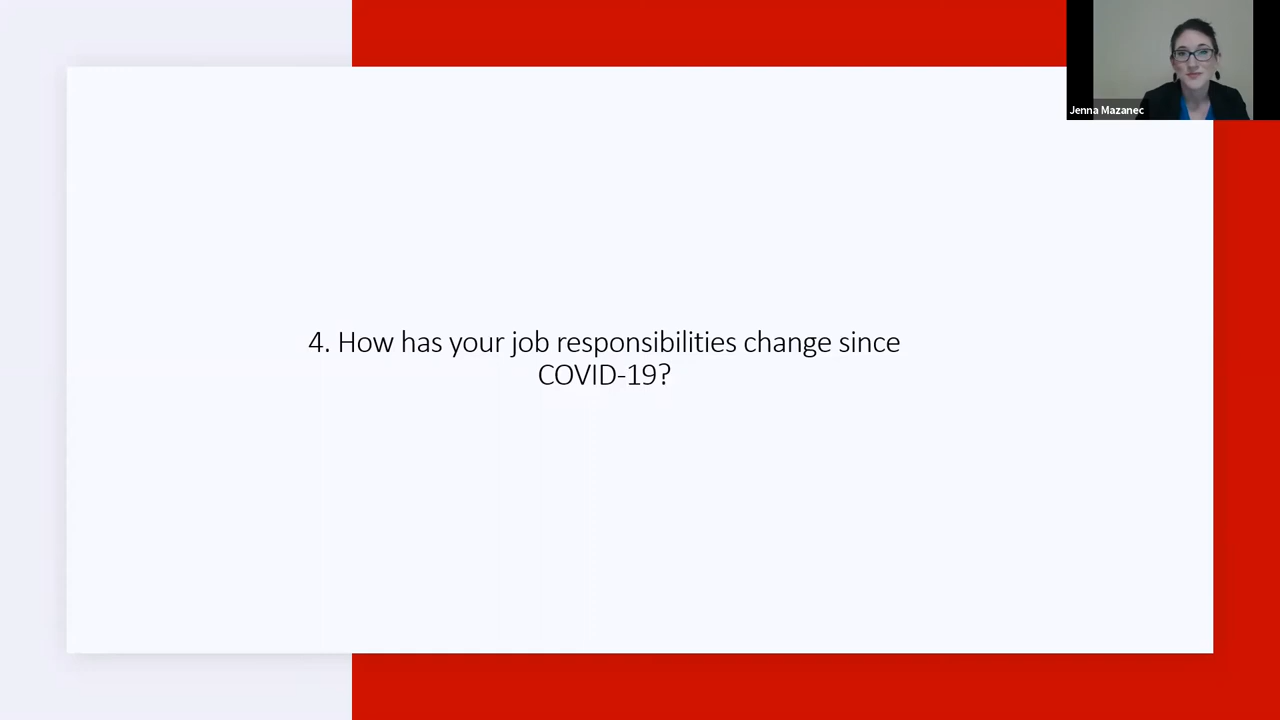 Jenna Mazanec
4. How has your job responsibilities change since
COVID-19?